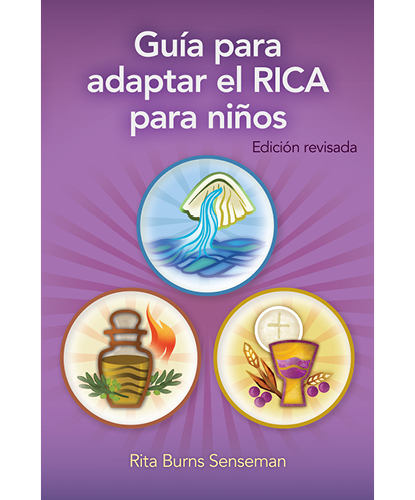 Guía para
adaptar el RICA
para niños
Edición revisada
Rita Burns Senseman